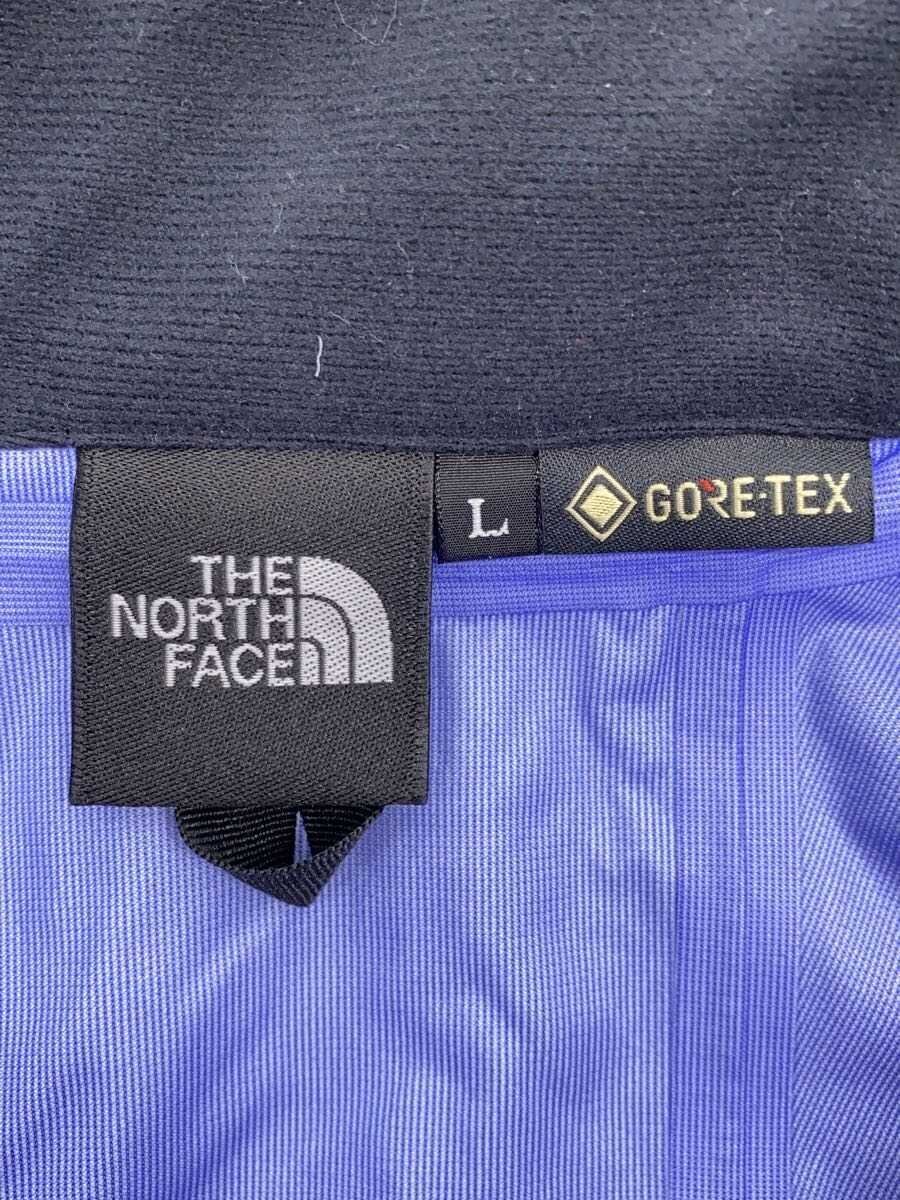 THE
NORTH
FACE
L
GORE-TEX